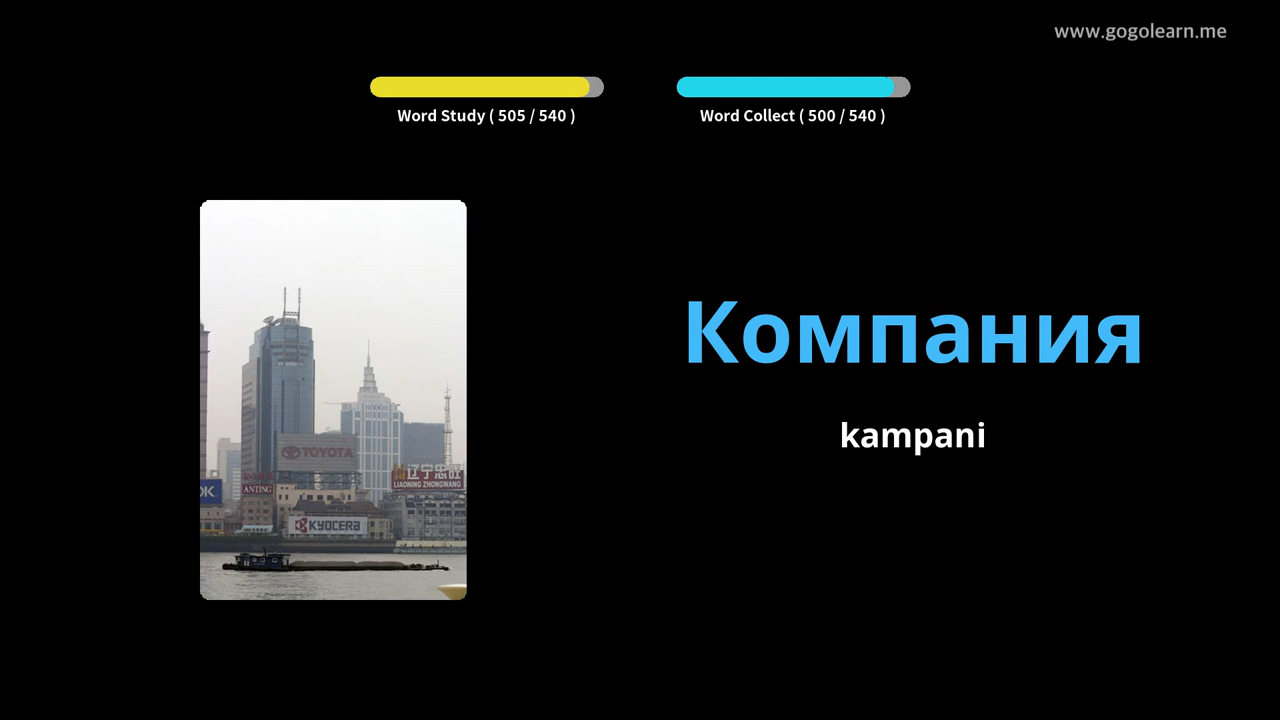 www.gogolearn.me
Word Study ( 505 / 540 )
Word Collect ( 500 / 540 )
Компания
kampani
TOYOTA
辽宁忠旺
LIAONING ZHONGWANG
ANTING
KYOCERA